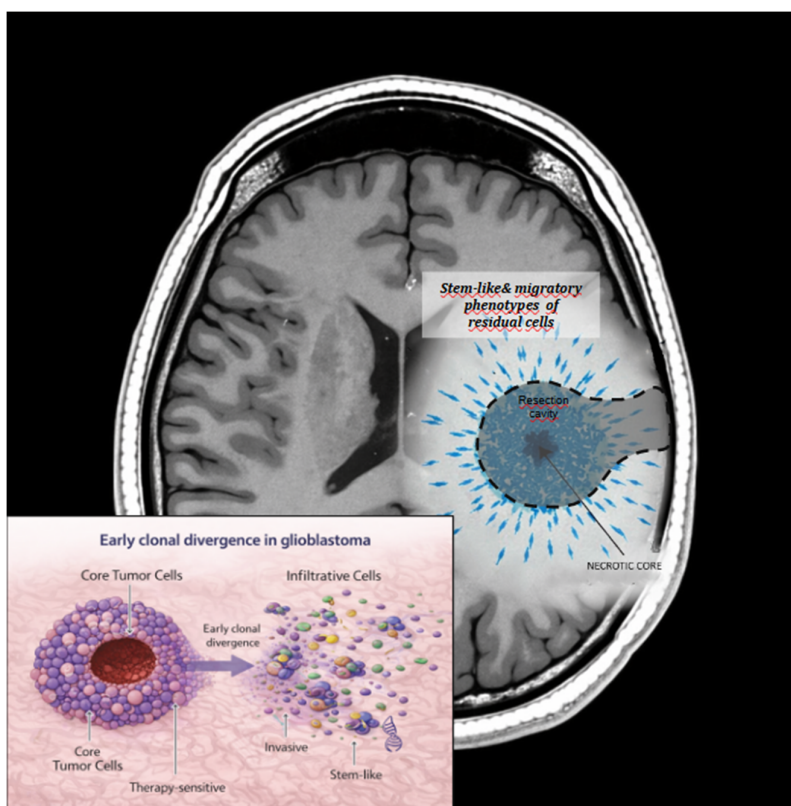 Stem-like& migratory
phenotypes of
residual cells
Resection
cavity
NECROTIC CORE
Early clonal divergence in glioblastoma
Core Tumor Cells
Infiltrative Cells
Early clonal
divergence
Core
Tumor Cells
Therapy-sensitive
Invasive
Stem-like